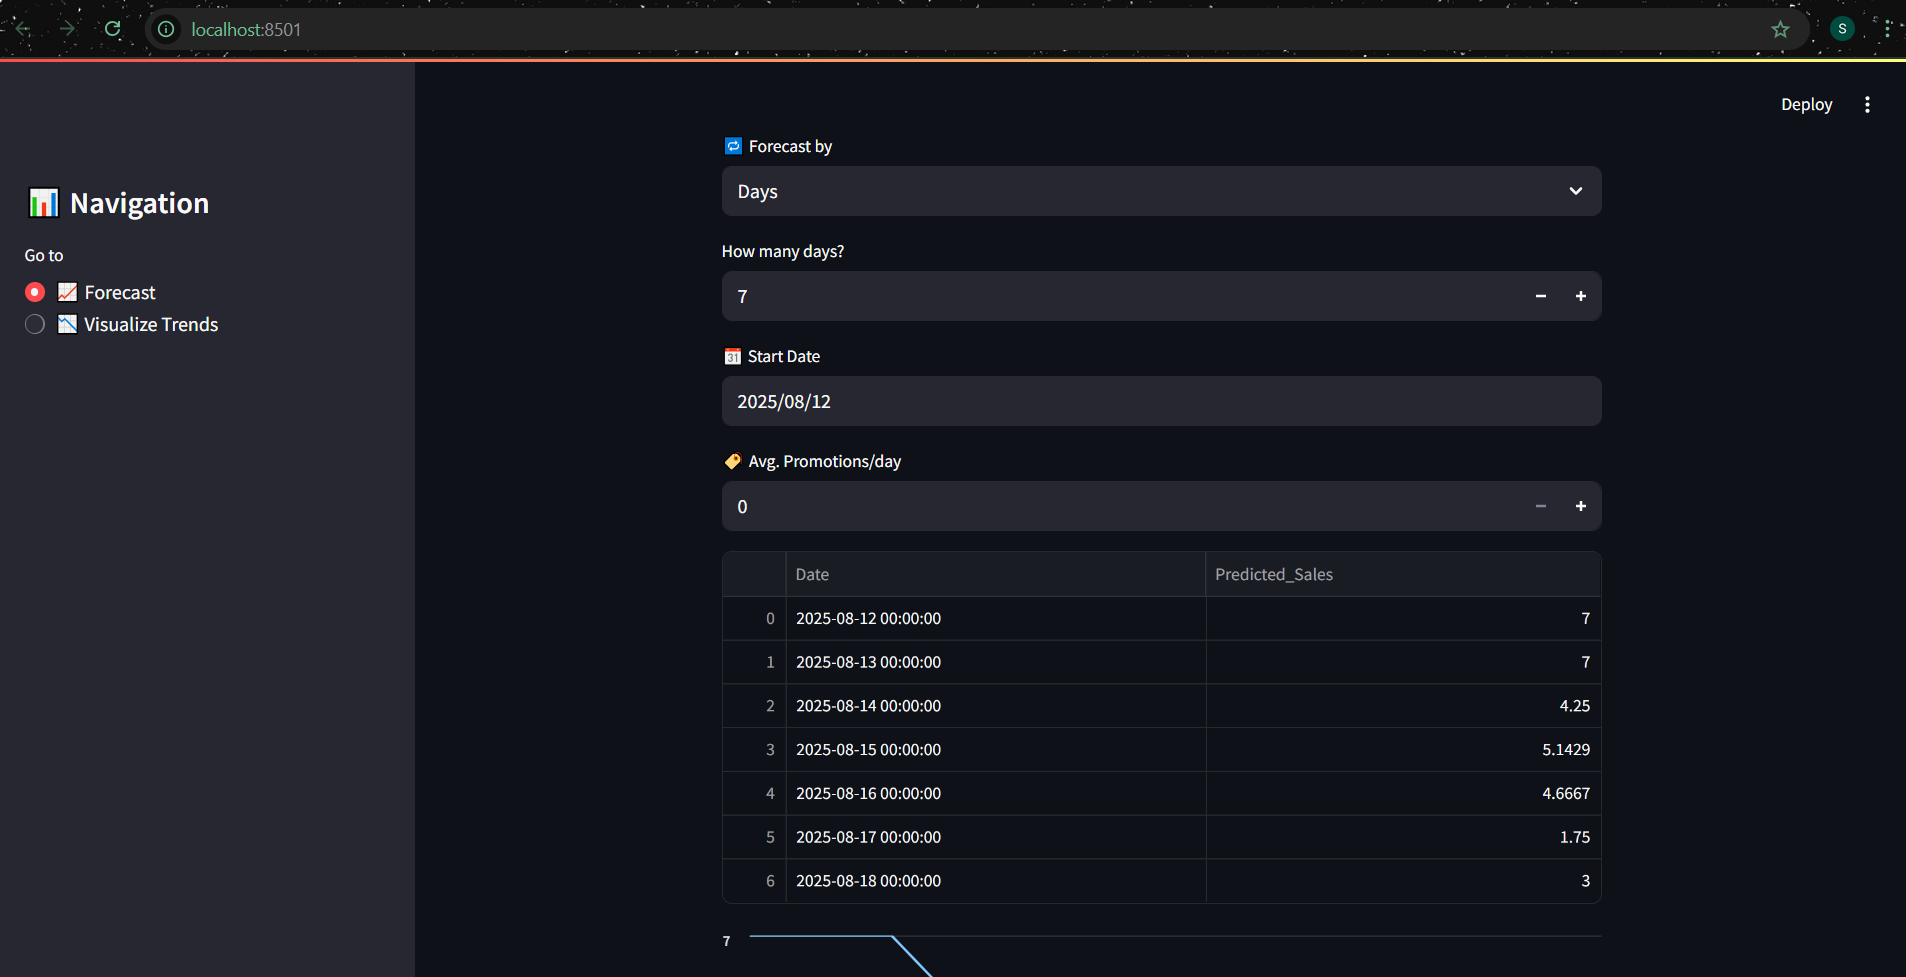 localhost:8501
S
Deploy
Navigation
Go to
Forecast
Visualize Trends
Forecast by
Days
How many days?
7
31 Start Date
2025/08/12
Avg. Promotions/day
0
Date Predicted_Sales
0 2025-08-12 00:00:00 7
1 2025-08-13 00:00:00 7
2 2025-08-14 00:00:00 4.25
3 2025-08-15 00:00:00 5.1429
4 2025-08-16 00:00:00 4.6667
5 2025-08-17 00:00:00 1.75
6 2025-08-18 00:00:00 3
7